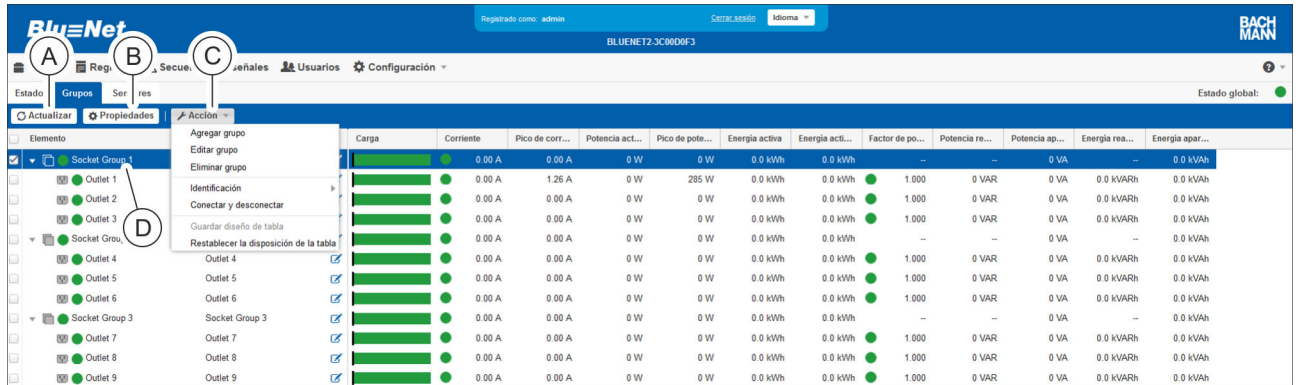 Registrado como: admin Cerrar sesión Idioma
BACH MANN
BLUENET2-3C00D0F3
Usuarios Configuración
A B C
Estado Grupos Estado global:
Actualizar Propiedades Acción
Elemento Carga Corriente Pico de corr... Potencia act... Pico de pote... Energía activa Energía acti... Factor de po... Potencia re... Potencia ap... Energía rea... Energía apar...
Agregar grupo
Editar grupo
Eliminar grupo
Identificación
Conectar y desconectar
Guardar diseño de tabla
Restablecer la disposición de la tabla
D
Socket Group 1 0.00 A 0.00 A 0 W 0 W 0.0 kWh 0.0 kWh -- -- 0 VA -- 0.0 kVAh
Outlet 1 0.00 A 1.26 A 0 W 285 W 0.0 kWh 0.0 kWh 1.000 0 VAR 0 VA 0.0 kVARh 0.0 kVAh
Outlet 2 0.00 A 0.00 A 0 W 0 W 0.0 kWh 0.0 kWh 1.000 0 VAR 0 VA 0.0 kVARh 0.0 kVAh
Outlet 3 0.00 A 0.00 A 0 W 0 W 0.0 kWh 0.0 kWh 1.000 0 VAR 0 VA 0.0 kVARh 0.0 kVAh
Socket 0.00 A 0.00 A 0 W 0 W 0.0 kWh 0.0 kWh -- -- 0 VA -- 0.0 kVAh
Outlet 4 Outlet 4 0.00 A 0.00 A 0 W 0 W 0.0 kWh 0.0 kWh 1.000 0 VAR 0 VA 0.0 kVARh 0.0 kVAh
Outlet 5 Outlet 5 0.00 A 0.00 A 0 W 0 W 0.0 kWh 0.0 kWh 1.000 0 VAR 0 VA 0.0 kVARh 0.0 kVAh
Outlet 6 Outlet 6 0.00 A 0.00 A 0 W 0 W 0.0 kWh 0.0 kWh 1.000 0 VAR 0 VA 0.0 kVARh 0.0 kVAh
Socket Group 3 Socket Group 3 0.00 A 0.00 A 0 W 0 W 0.0 kWh 0.0 kWh -- -- 0 VA -- 0.0 kVAh
Outlet 7 Outlet 7 0.00 A 0.00 A 0 W 0 W 0.0 kWh 0.0 kWh 1.000 0 VAR 0 VA 0.0 kVARh 0.0 kVAh
Outlet 8 Outlet 8 0.00 A 0.00 A 0 W 0 W 0.0 kWh 0.0 kWh 1.000 0 VAR 0 VA 0.0 kVARh 0.0 kVAh
Outlet 9 Outlet 9 0.00 A 0.00 A 0 W 0 W 0.0 kWh 0.0 kWh 1.000 0 VAR 0 VA 0.0 kVARh 0.0 kVAh